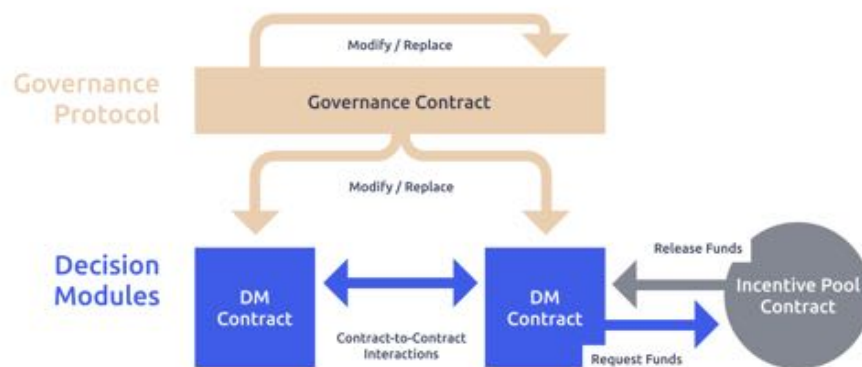 Modify / Replace
Governance
Protocol
Governance Contract
Modify / Replace
Decision
Modules
DM
Contract
Contract-to-Contract
Interactions
DM
Contract
Release Funds
Request Funds
Incentive Pool
Contract